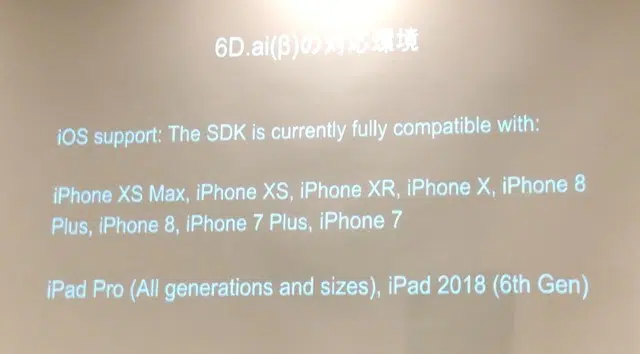 6D.ai(β)の対応環境
iOS support: The SDK is currently fully compatible with:
iPhone XS Max, iPhone XS, iPhone XR, iPhone X, iPhone 8
Plus, iPhone 8, iPhone 7 Plus, iPhone 7
iPad Pro (All generations and sizes), iPad 2018 (6th Gen)